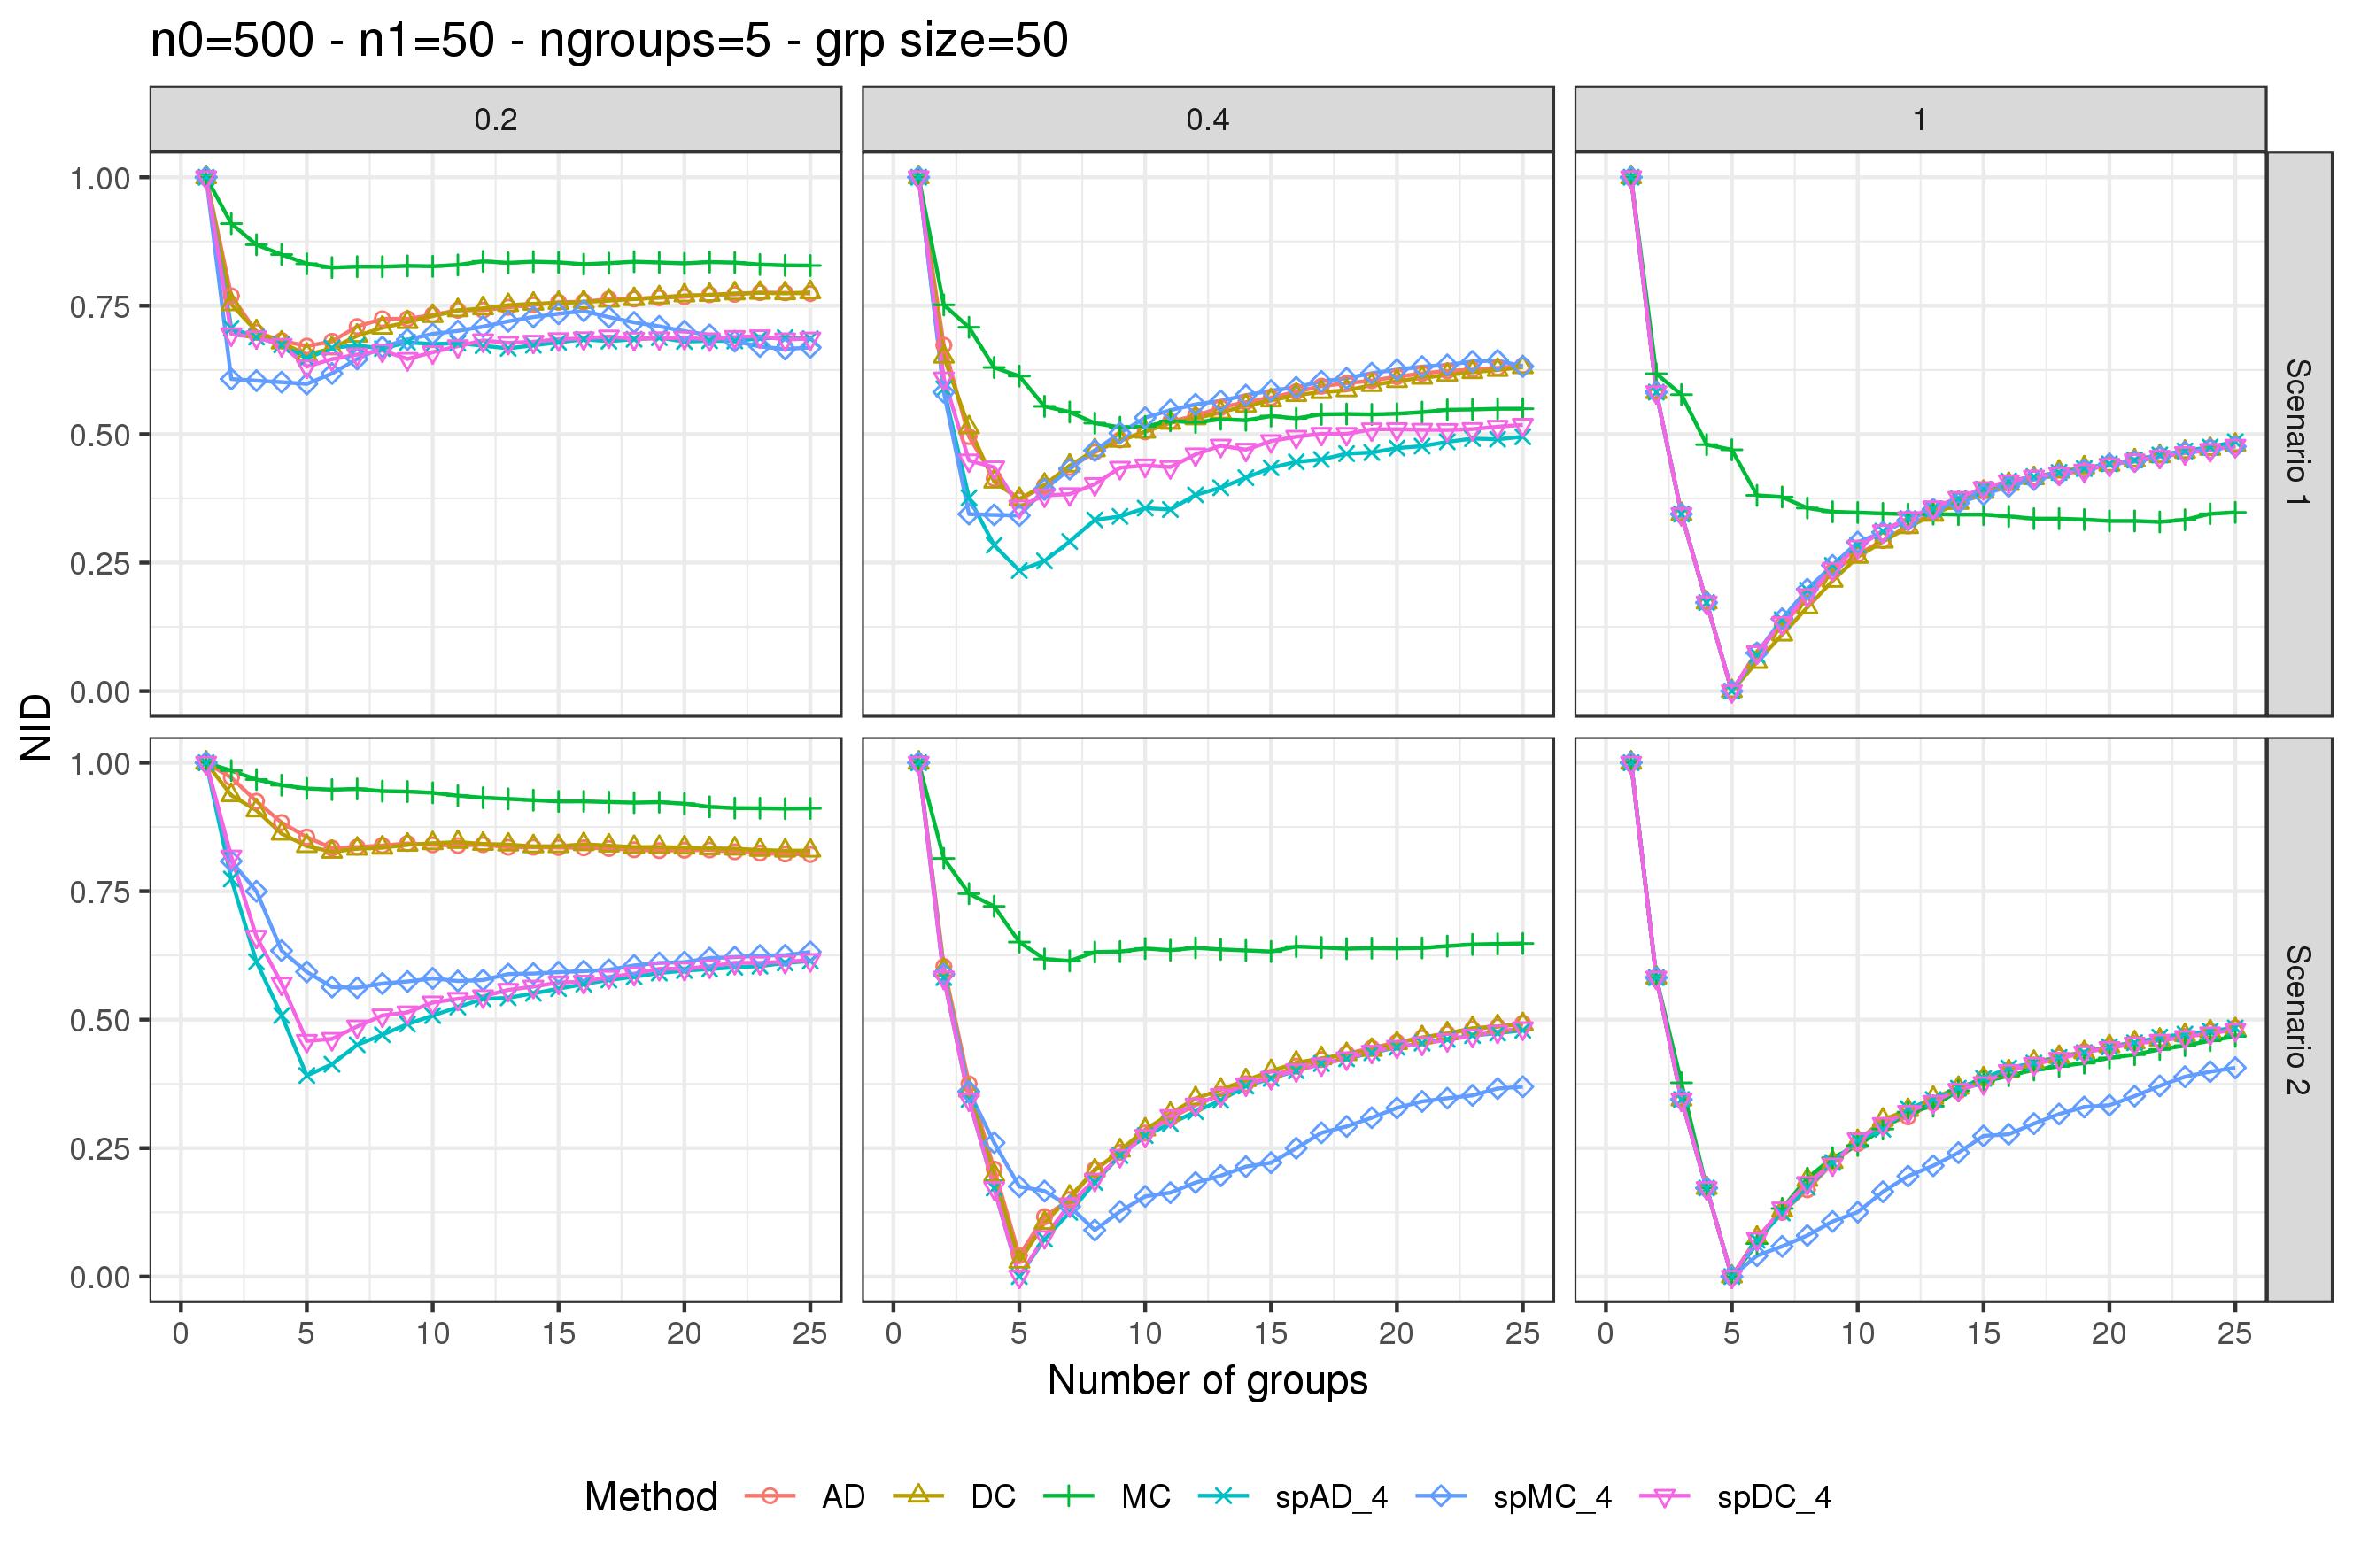 n0=500 - n1=50 - ngroups=5 - grp size=50
0.2 0.4 1
NID
1.00
0.75
0.50
0.25
0.00
Scenario 1
1.00
0.75
0.50
0.25
0.00
Scenario 2
0 5 10 15 20 25 0 5 10 15 20 25 0 5 10 15 20 25
Number of groups
Method AD DC MC spAD_4 spMC_4 spDC_4